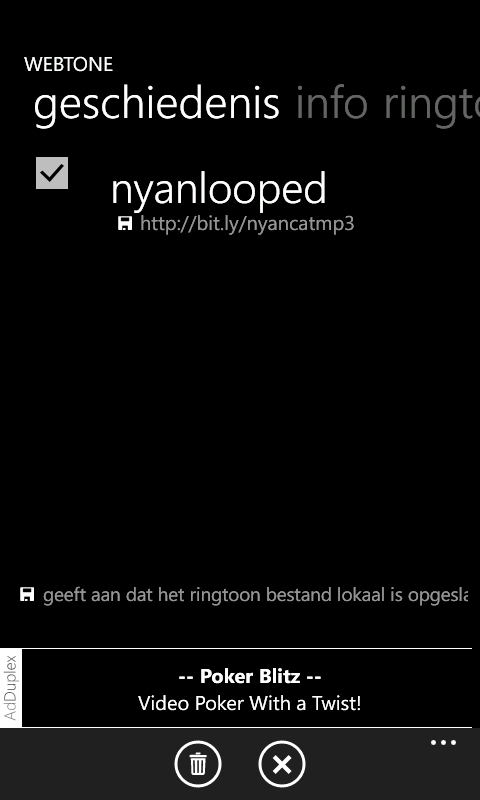 WEBTONE
geschiedenis info ringto
nyanlooped
http://bit.ly/nyancatmp3
geeft aan dat het ringtoon bestand lokaal is opgesla
AdDuplex
-- Poker Blitz --
Video Poker With a Twist!